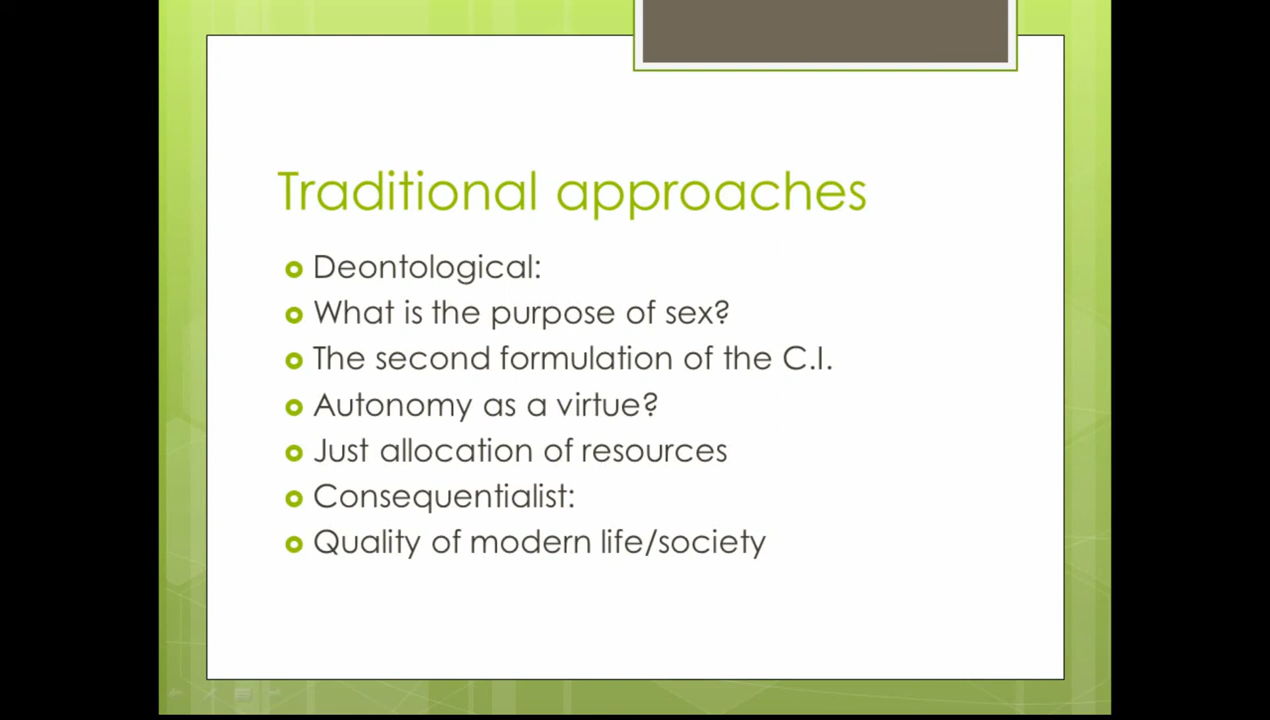 Traditional approaches
Deontological:
What is the purpose of sex?
The second formulation of the C.I.
Autonomy as a virtue?
Just allocation of resources
Consequentialist:
Quality of modern life/society